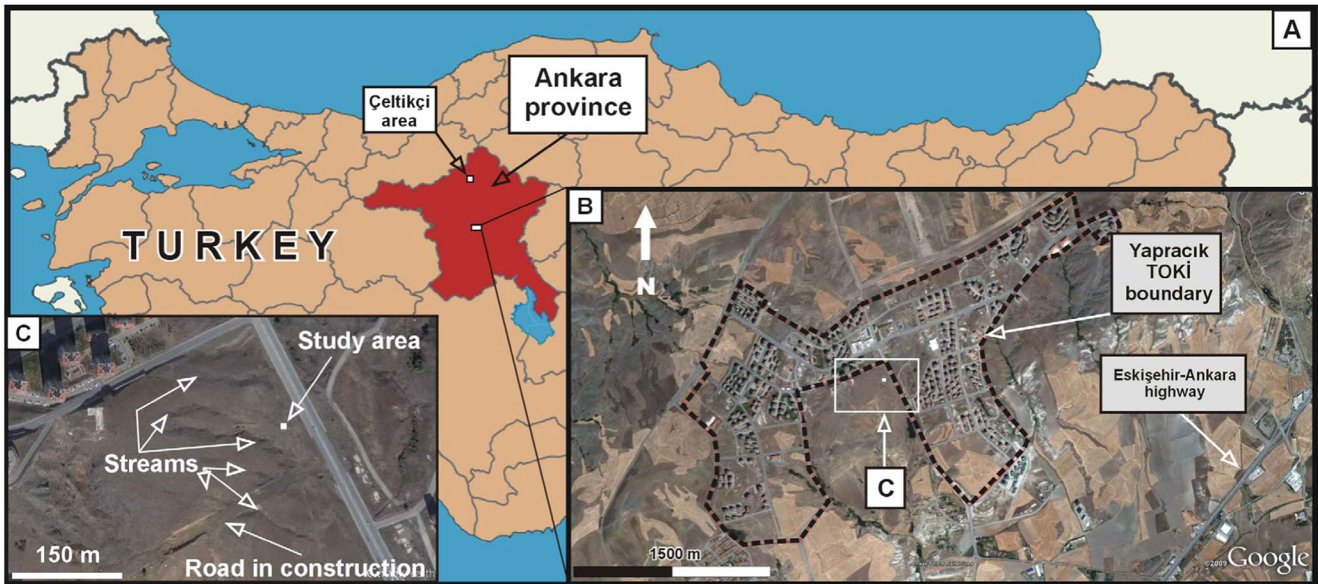 A
Ankara
province
Çeltikçi
area
TURKEY
B
N
Yapracık
TOKİ
boundary
Eskişehir-Ankara
highway
C
1500 m
©2009 Google
C
Study area
Streams
150 m
Road in construction